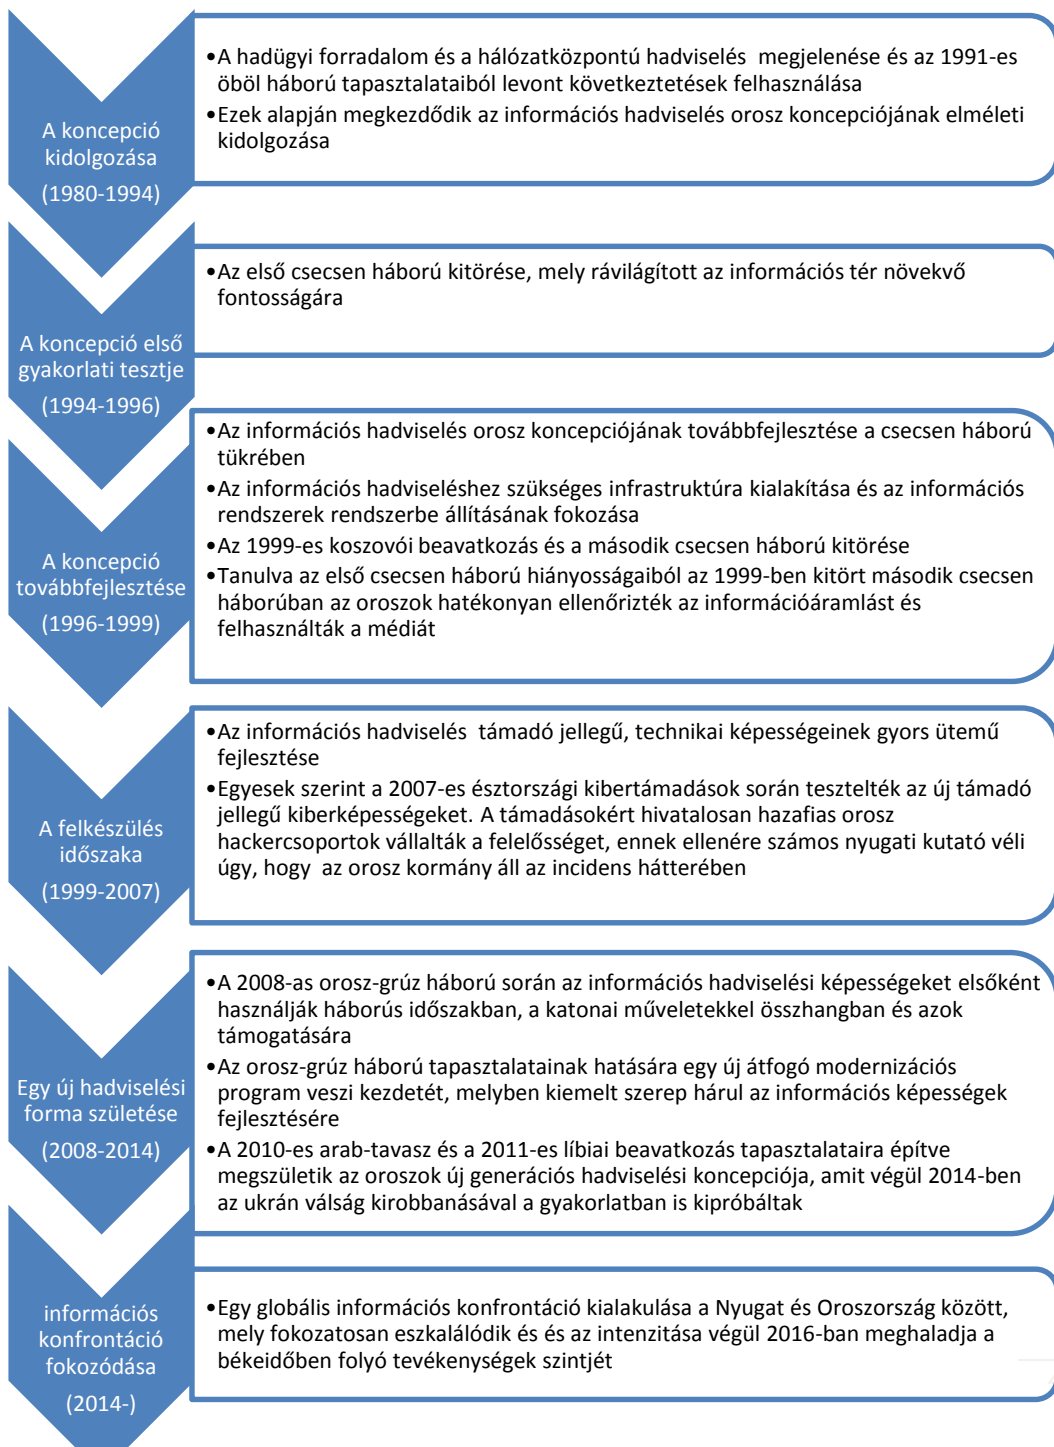 A koncepció
kidolgozása
(1980-1994)
•A hadügyi forradalom és a hálózatközpontú hadviselés megjelenése és az 1991-es
öböl háború tapasztalataiból levont következtetések felhasználása
•Ezek alapján megkezdődik az információs hadviselés orosz koncepciójának elméleti
kidolgozása
A koncepció első
gyakorlati tesztje
(1994-1996)
•Az első csecsen háború kitörése, mely rávilágított az információs tér növekvő
fontosságára
A koncepció
továbbfejlesztése
(1996-1999)
•Az információs hadviselés orosz koncepciójának továbbfejlesztése a csecsen háború
tükrében
•Az információs hadviseléshez szükséges infrastruktúra kialakítása és az információs
rendszerek rendszerbe állításának fokozása
•Az 1999-es koszovói beavatkozás és a második csecsen háború kitörése
•Tanulva az első csecsen háború hiányosságaiból az 1999-ben kitört második csecsen
háborúban az oroszok hatékonyan ellenőrizték az információáramlást és
felhasználták a médiát
A felkészülés
időszaka
(1999-2007)
•Az információs hadviselés támadó jellegű, technikai képességeinek gyors ütemű
fejlesztése
•Egyesek szerint a 2007-es észtországi kibertámadások során tesztelték az új támadó
jellegű kiberképességeket. A támadásokért hivatalosan hazafias orosz
hackercsoportok vállalták a felelősséget, ennek ellenére számos nyugati kutató véli
úgy, hogy az orosz kormány áll az incidens hátterében
Egy új hadviselési
forma születése
(2008-2014)
•A 2008-as orosz-grúz háború során az információs hadviselési képességeket elsőként
használják háborús időszakban, a katonai műveletekkel összhangban és azok
támogatására
•Az orosz-grúz háború tapasztalatainak hatására egy új átfogó modernizációs
program veszi kezdetét, melyben kiemelt szerep hárul az információs képességek
fejlesztésére
•A 2010-es arab-tavasz és a 2011-es líbiai beavatkozás tapasztalataira építve
megszületik az oroszok új generációs hadviselési koncepciója, amit végül 2014-ben
az ukrán válság kirobbanásával a gyakorlatban is kipróbáltak
információs
konfrontáció
fokozódása
(2014-)
•Egy globális információs konfrontáció kialakulása a Nyugat és Oroszország között,
mely fokozatosan eszkalálódik és és az intenzitása végül 2016-ban meghaladja a
békeidőben folyó tevékenységek szintjét